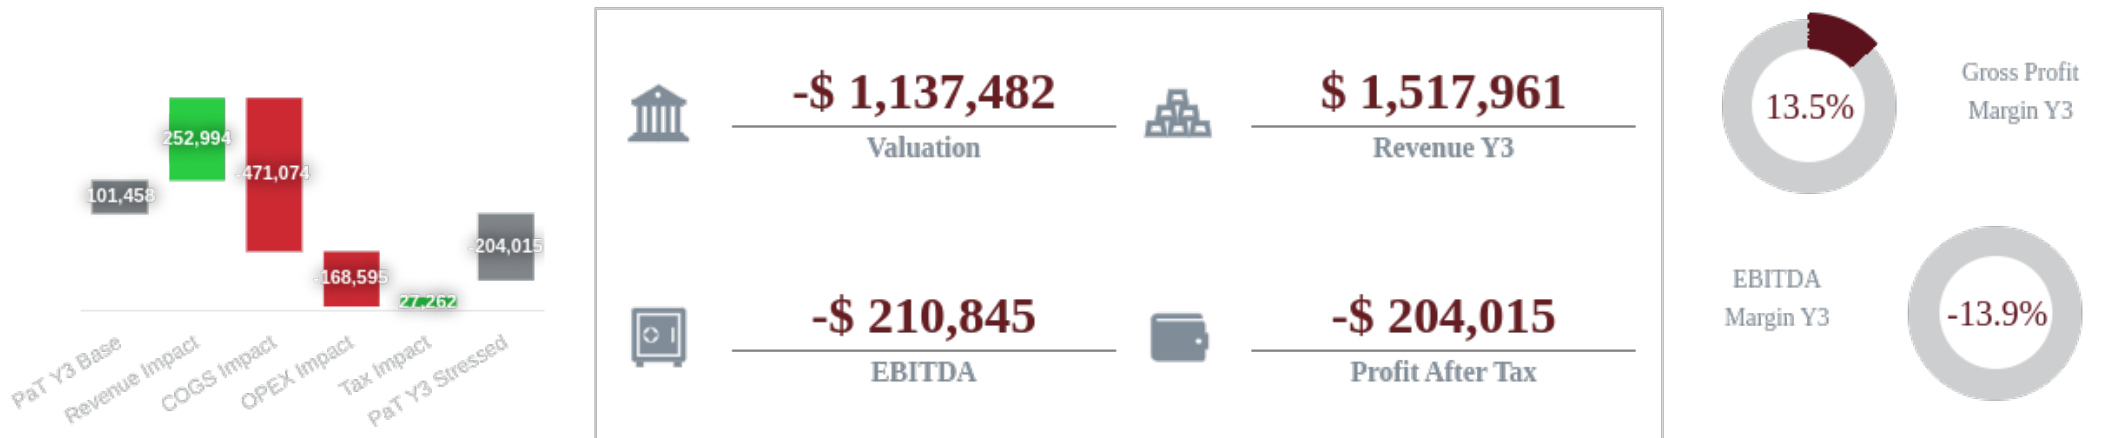 252,994
-471,074
101,458
-204,015
-168,595
27,262
PaT Y3 Base
Revenue Impact
COGS Impact
OPEX Impact
Tax Impact
PaT Y3 Stressed
-$ 1,137,482
Valuation
$ 1,517,961
Revenue Y3
-$ 210,845
EBITDA
-$ 204,015
Profit After Tax
13.5%
Gross Profit
Margin Y3
EBITDA
Margin Y3
-13.9%